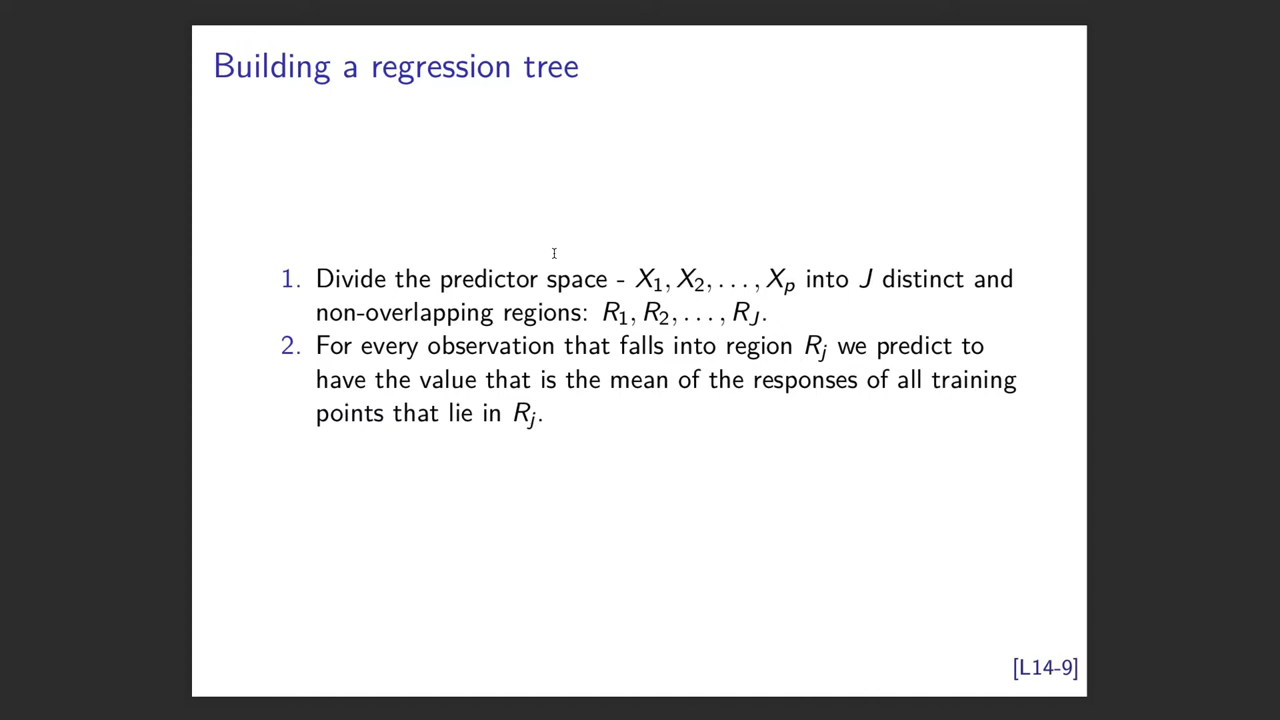 Building a regression tree
1. Divide the predictor space - X₁, X₂, . . . , Xₚ into J distinct and
non-overlapping regions: R₁, R₂, . . . , R_J.
2. For every observation that falls into region Rⱼ we predict to
have the value that is the mean of the responses of all training
points that lie in Rⱼ.
[L14-9]